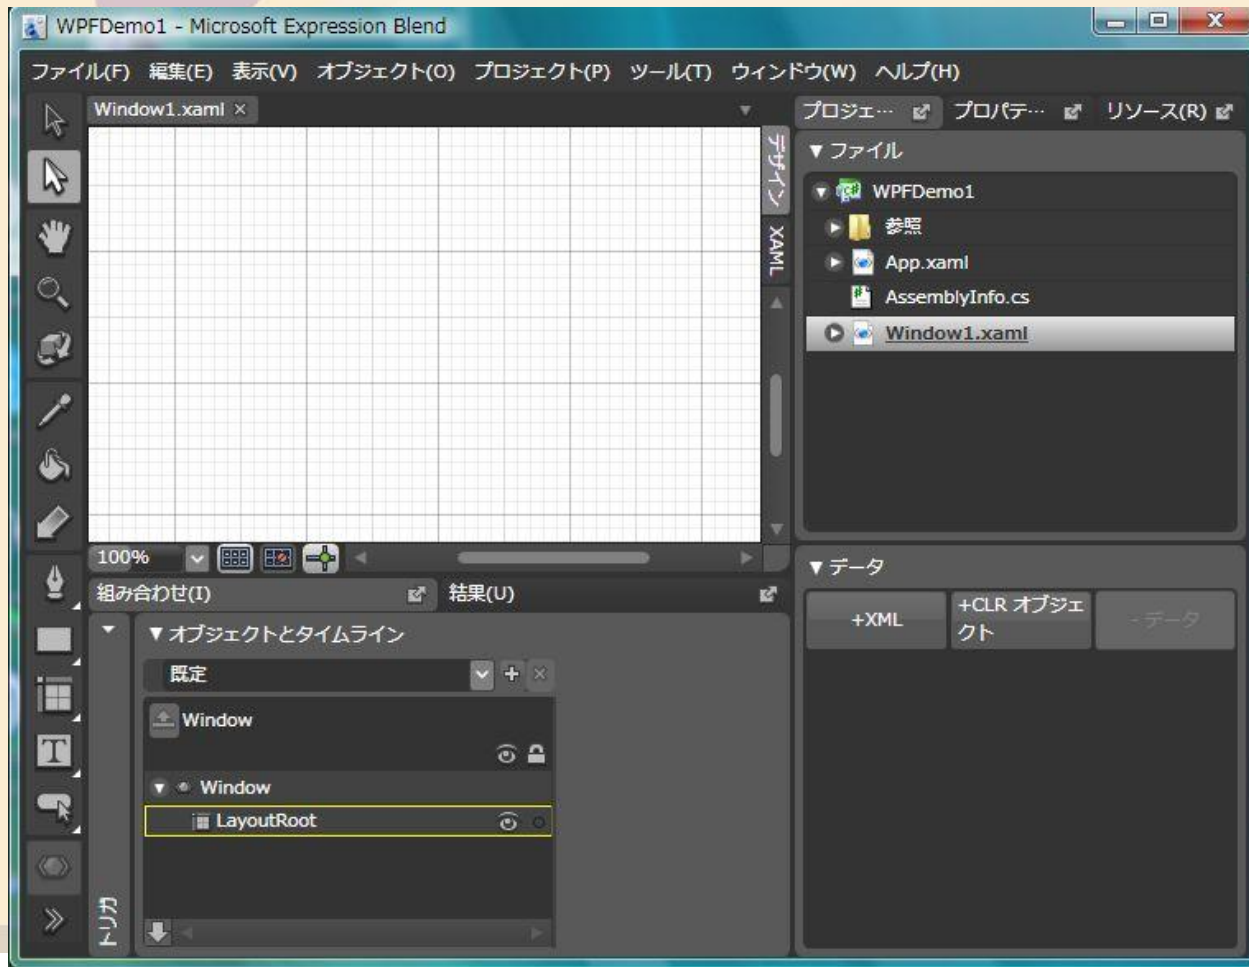 WPFDemo1 - Microsoft Expression Blend
ファイル(F) 編集(E) 表示(V) オブジェクト(O) プロジェクト(P) ツール(T) ウィンドウ(W) ヘルプ(H)
Window1.xaml ×
プロジェ… プロパテ… リソース(R)
デザイン
XAML
▼ファイル
WPFDemo1
参照
App.xaml
AssemblyInfo.cs
Window1.xaml
100%
組み合わせ(I) 結果(U)
トリガ
▼オブジェクトとタイムライン
既定
Window
Window
LayoutRoot
▼データ
+XML
+CLR オブジェ
クト
- データ
T